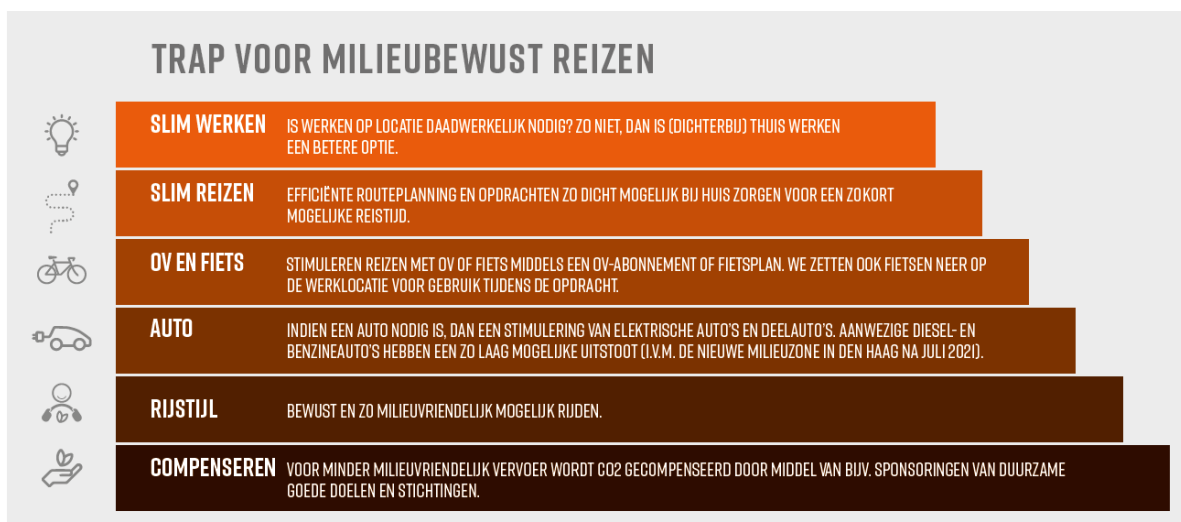 TRAP VOOR MILIEUBEWUST REIZEN
SLIM WERKEN
IS WERKEN OP LOCATIE DAADWERKELIJK NODIG? ZO NIET, DAN IS (DICHTERBIJ) THUIS WERKEN
EEN BETERE OPTIE.
SLIM REIZEN
EFFICIËNTE ROUTEPLANNING EN OPDRACHTEN ZO DICHT MOGELIJK BIJ HUIS ZORGEN VOOR EEN ZO KORT
MOGELIJKE REISTIJD.
OV EN FIETS
STIMULEREN REIZEN MET OV OF FIETS MIDDELS EEN OV-ABONNEMENT OF FIETSPLAN. WE ZETTEN OOK FIETSEN NEER OP
DE WERKLOCATIE VOOR GEBRUIK TIJDENS DE OPDRACHT.
AUTO
INDIEN EEN AUTO NODIG IS, DAN EEN STIMULERING VAN ELEKTRISCHE AUTO'S EN DEELAUTO'S. AANWEZIGE DIESEL- EN
BENZINEAUTO'S HEBBEN EEN ZO LAAG MOGELIJKE UITSTOOT (I.V.M. DE NIEUWE MILIEUZONE IN DEN HAAG NA JULI 2021).
RIJSTIJL
BEWUST EN ZO MILIEUVRIENDELIJK MOGELIJK RIJDEN.
COMPENSEREN
VOOR MINDER MILIEUVRIENDELIJK VERVOER WORDT CO2 GECOMPENSEERD DOOR MIDDEL VAN BIJV. SPONSORINGEN VAN DUURZAME
GOEDE DOELEN EN STICHTINGEN.